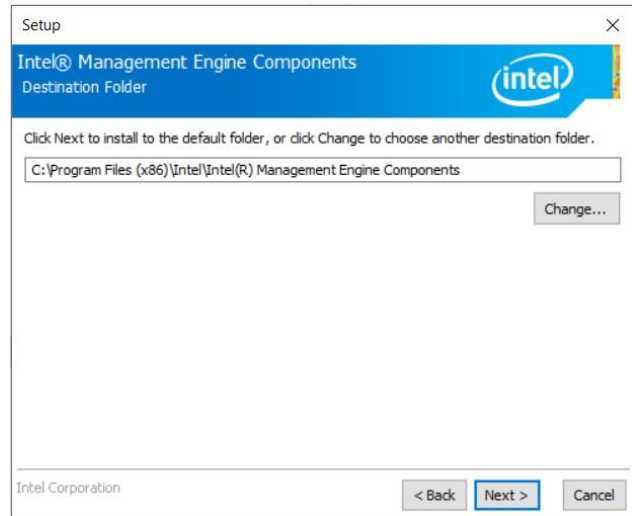 Setup
Intel® Management Engine Components
Destination Folder
intel
Click Next to install to the default folder, or click Change to choose another destination folder.
C:\Program Files (x86)\Intel\Intel(R) Management Engine Components
Change...
Intel Corporation
< Back
Next >
Cancel